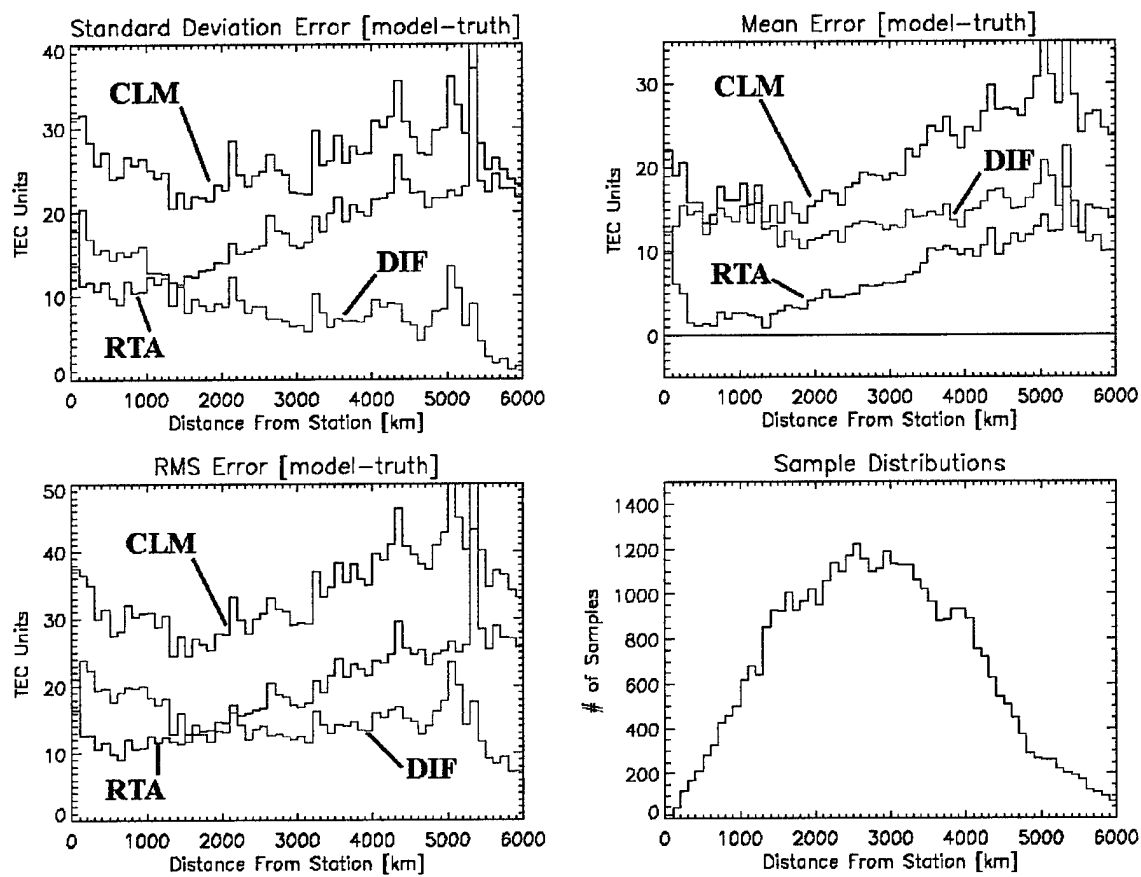 Standard Deviation Error [model-truth]
40
30
20
10
0
TEC Units
CLM
DIF
RTA
0 1000 2000 3000 4000 5000 6000
Distance From Station [km]
Mean Error [model-truth]
30
20
10
0
TEC Units
CLM
DIF
RTA
0 1000 2000 3000 4000 5000 6000
Distance From Station [km]
RMS Error [model-truth]
50
40
30
20
10
0
TEC Units
CLM
RTA
DIF
0 1000 2000 3000 4000 5000 6000
Distance From Station [km]
Sample Distributions
1400
1200
1000
800
600
400
200
0
# of Samples
0 1000 2000 3000 4000 5000 6000
Distance From Station [km]